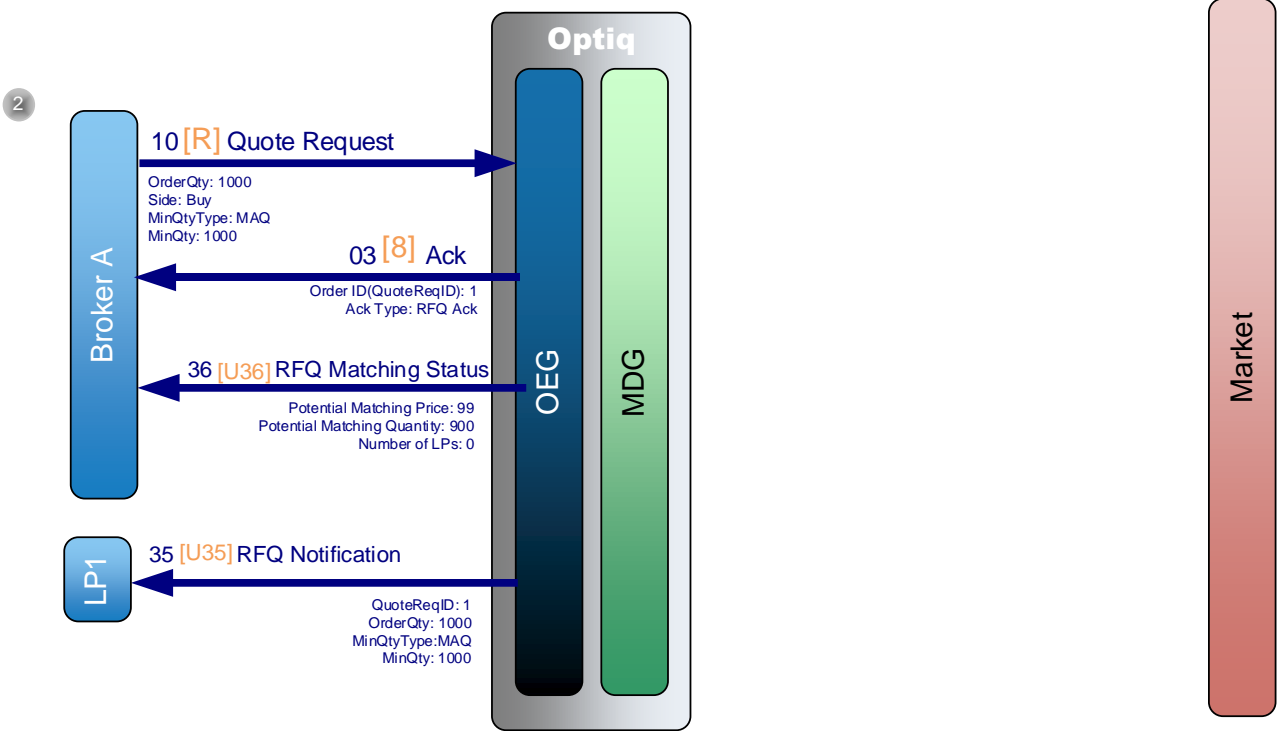 Optiq
2
10 [R] Quote Request
OrderQty: 1000
Side: Buy
MinQtyType: MAQ
MinQty: 1000
03 [8] Ack
Order ID(QuoteReqID): 1
Ack Type: RFQ Ack
36 [U36] RFQ Matching Status
Potential Matching Price: 99
Potential Matching Quantity: 900
Number of LPs: 0
Broker A
OEG
MDG
Market
35 [U35] RFQ Notification
QuoteReqID: 1
OrderQty: 1000
MinQtyType:MAQ
MinQty: 1000
LP1